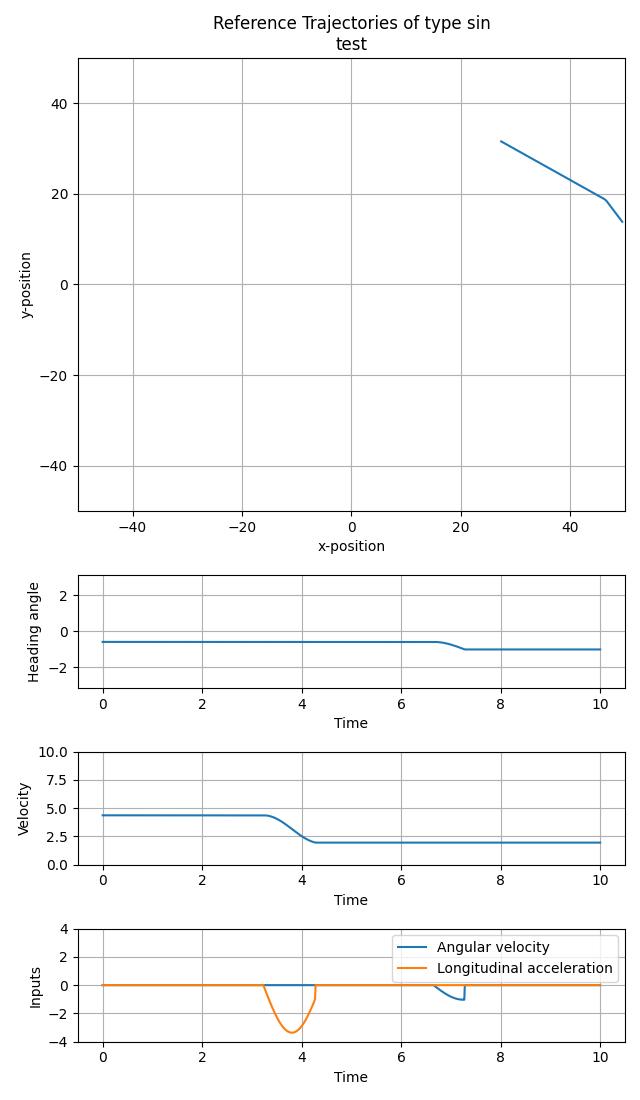 Reference Trajectories of type sin
test
40
20
0
−20
−40
y-position
−40 −20 0 20 40
x-position
2
0
−2
Heading angle
0 2 4 6 8 10
Time
10.0
7.5
5.0
2.5
0.0
Velocity
0 2 4 6 8 10
Time
4
2
0
−2
−4
Inputs
Angular velocity
Longitudinal acceleration
0 2 4 6 8 10
Time